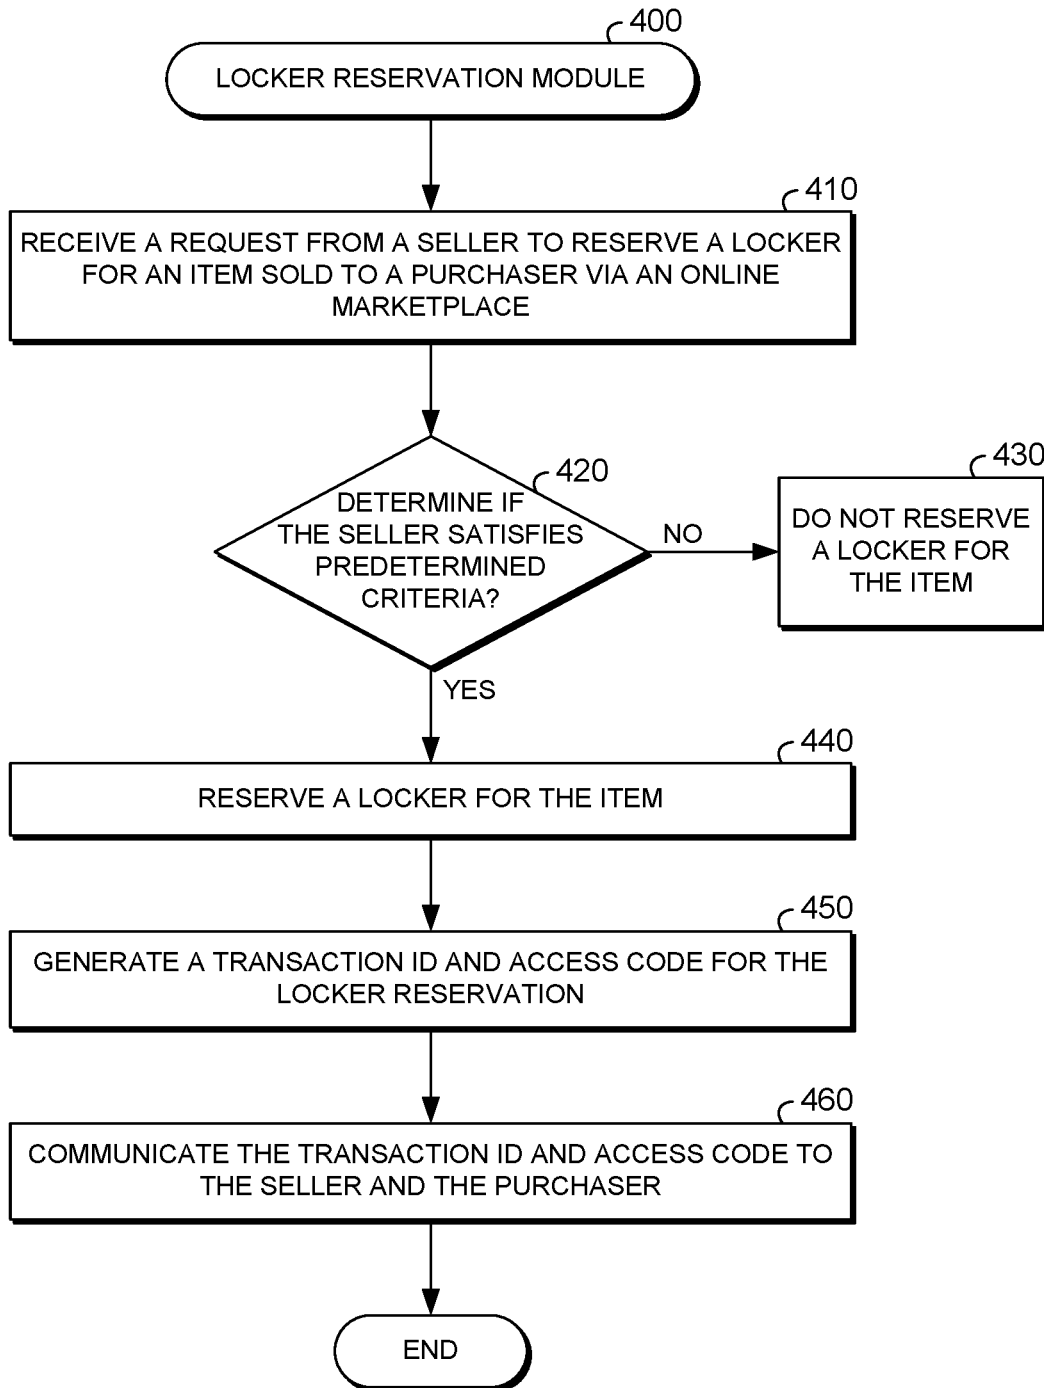 400
LOCKER RESERVATION MODULE
410
RECEIVE A REQUEST FROM A SELLER TO RESERVE A LOCKER
FOR AN ITEM SOLD TO A PURCHASER VIA AN ONLINE
MARKETPLACE
420
DETERMINE IF
THE SELLER SATISFIES
PREDETERMINED
CRITERIA?
NO
430
DO NOT RESERVE
A LOCKER FOR
THE ITEM
YES
440
RESERVE A LOCKER FOR THE ITEM
450
GENERATE A TRANSACTION ID AND ACCESS CODE FOR THE
LOCKER RESERVATION
460
COMMUNICATE THE TRANSACTION ID AND ACCESS CODE TO
THE SELLER AND THE PURCHASER
END